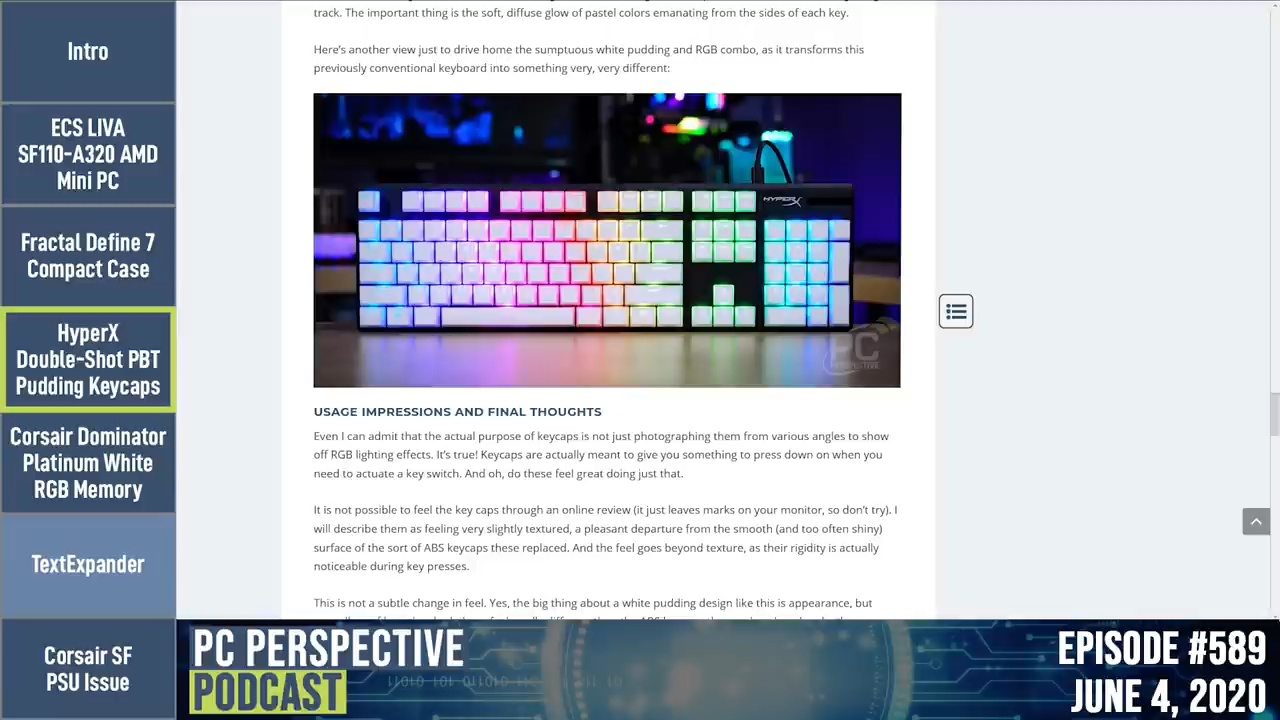 Intro
ECS LIVA
SF110-A320 AMD
Mini PC
Fractal Define 7
Compact Case
HyperX
Double-Shot PBT
Pudding Keycaps
Corsair Dominator
Platinum White
RGB Memory
TextExpander
Corsair SF
PSU Issue
track. The important thing is the soft, diffuse glow of pastel colors emanating from the sides of each key.
Here's another view just to drive home the sumptuous white pudding and RGB combo, as it transforms this
previously conventional keyboard into something very, very different:
HYPERX
PC
PERSPECTIVE
USAGE IMPRESSIONS AND FINAL THOUGHTS
Even I can admit that the actual purpose of keycaps is not just photographing them from various angles to show
off RGB lighting effects. It's true! Keycaps are actually meant to give you something to press down on when you
need to actuate a key switch. And oh, do these feel great doing just that.
It is not possible to feel the key caps through an online review (it just leaves marks on your monitor, so don't try). I
will describe them as feeling very slightly textured, a pleasant departure from the smooth (and too often shiny)
surface of the sort of ABS keycaps these replaced. And the feel goes beyond texture, as their rigidity is actually
noticeable during key presses.
This is not a subtle change in feel. Yes, the big thing about a white pudding design like this is appearance, but
PC PERSPECTIVE
PODCAST
EPISODE #589
JUNE 4, 2020